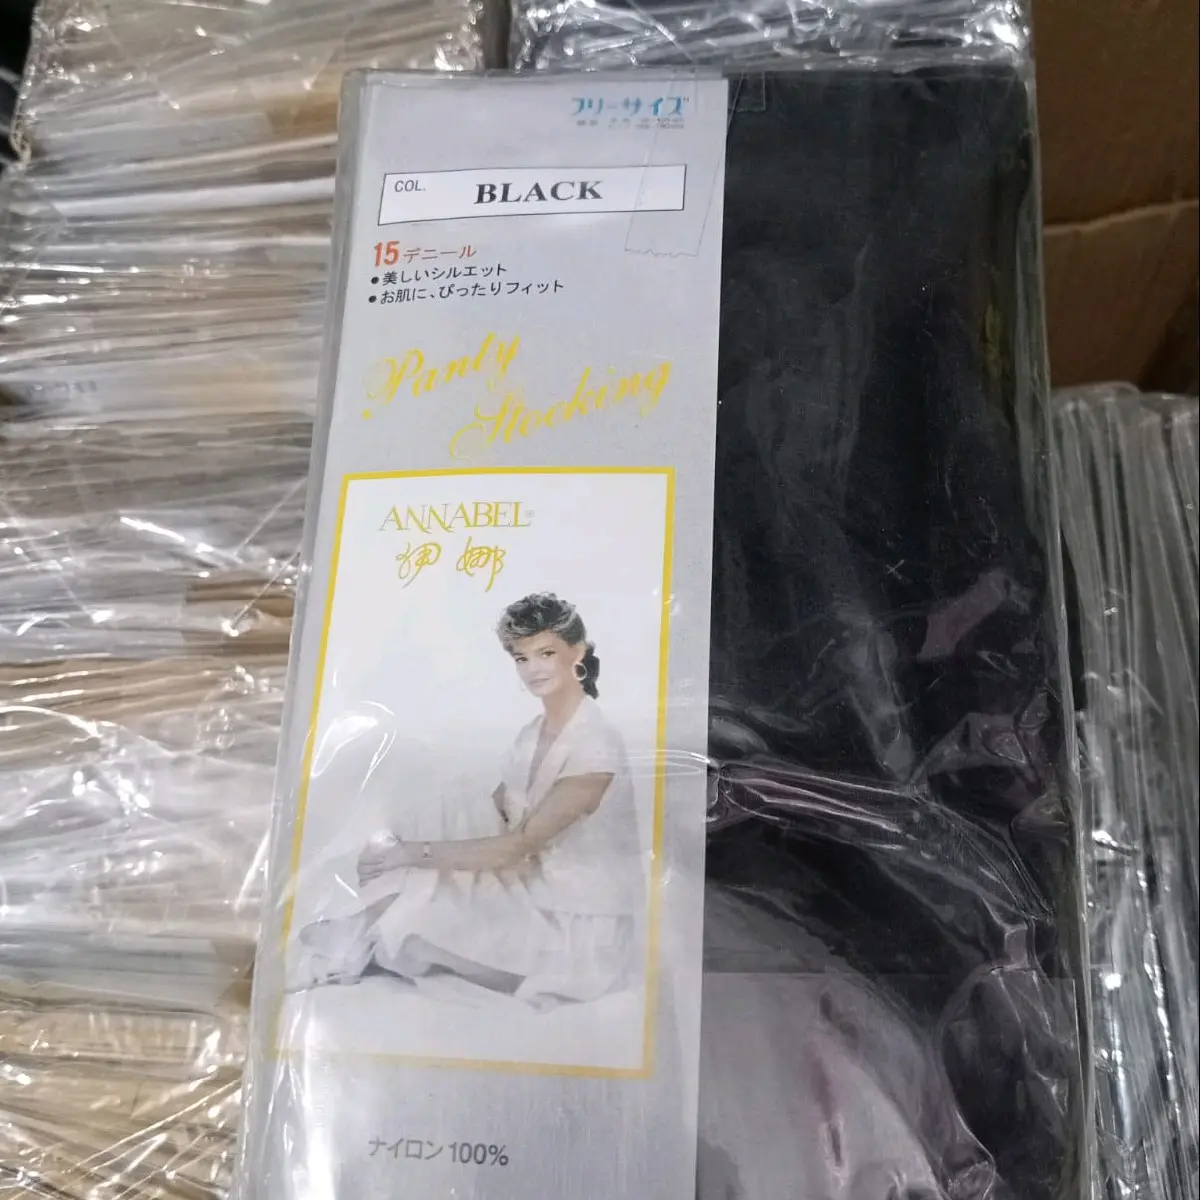 フリーサイズ
COL. BLACK
15デニール
●美しいシルエット
●お肌に、ぴったりフィット
Panty
Stocking
ANNABEL®
ナイロン100%